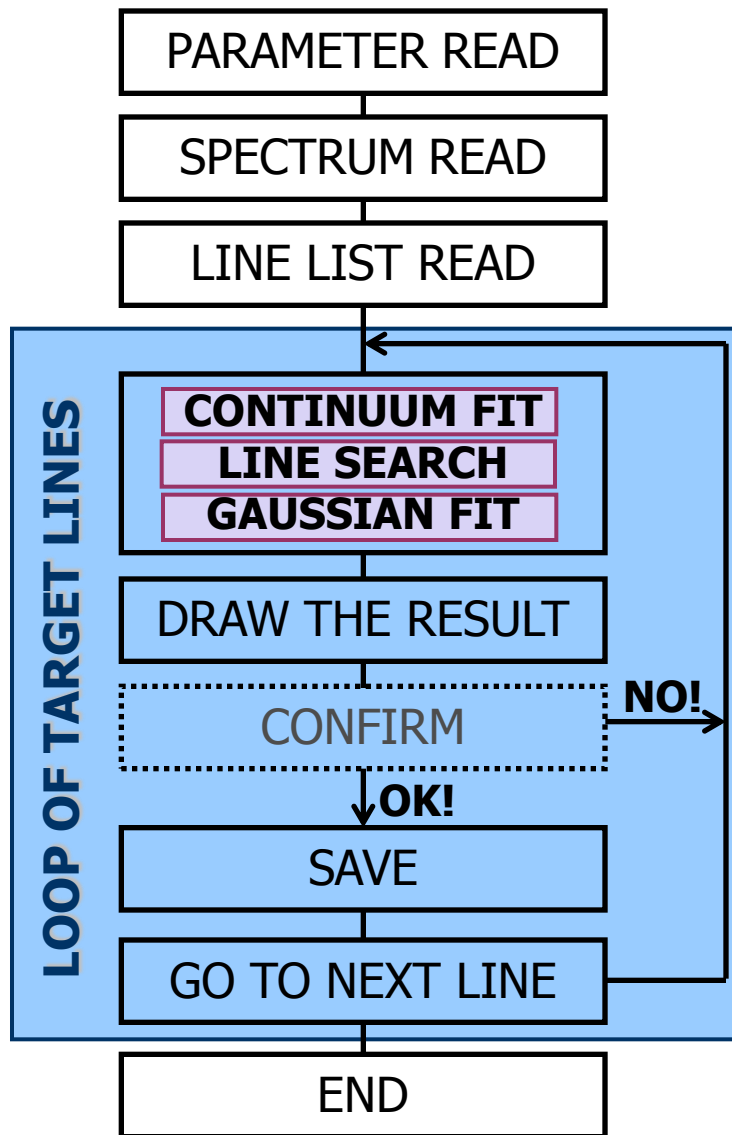 PARAMETER READ
SPECTRUM READ
LINE LIST READ
LOOP OF TARGET LINES
CONTINUUM FIT
LINE SEARCH
GAUSSIAN FIT
DRAW THE RESULT
CONFIRM
NO!
OK!
SAVE
GO TO NEXT LINE
END